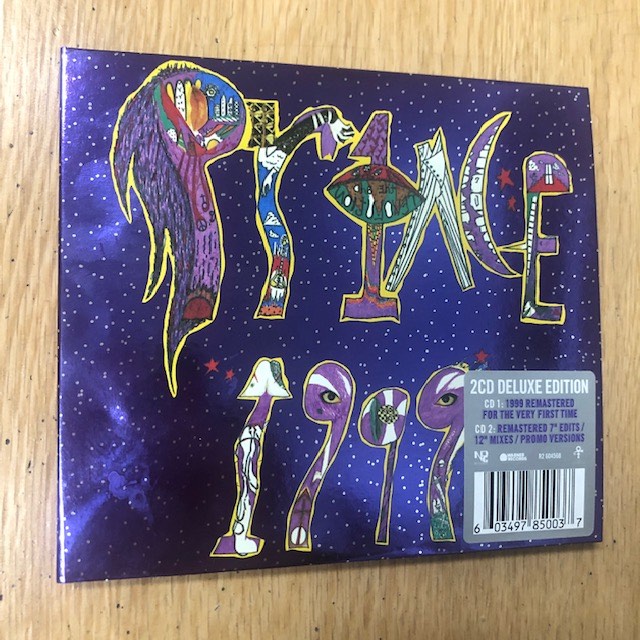 PRINCE
1999
2CD DELUXE EDITION
CD 1: 1999 REMASTERED
FOR THE VERY FIRST TIME
CD 2: REMASTERED 7" EDITS /
12" MIXES / PROMO VERSIONS
6 03497 85003 7